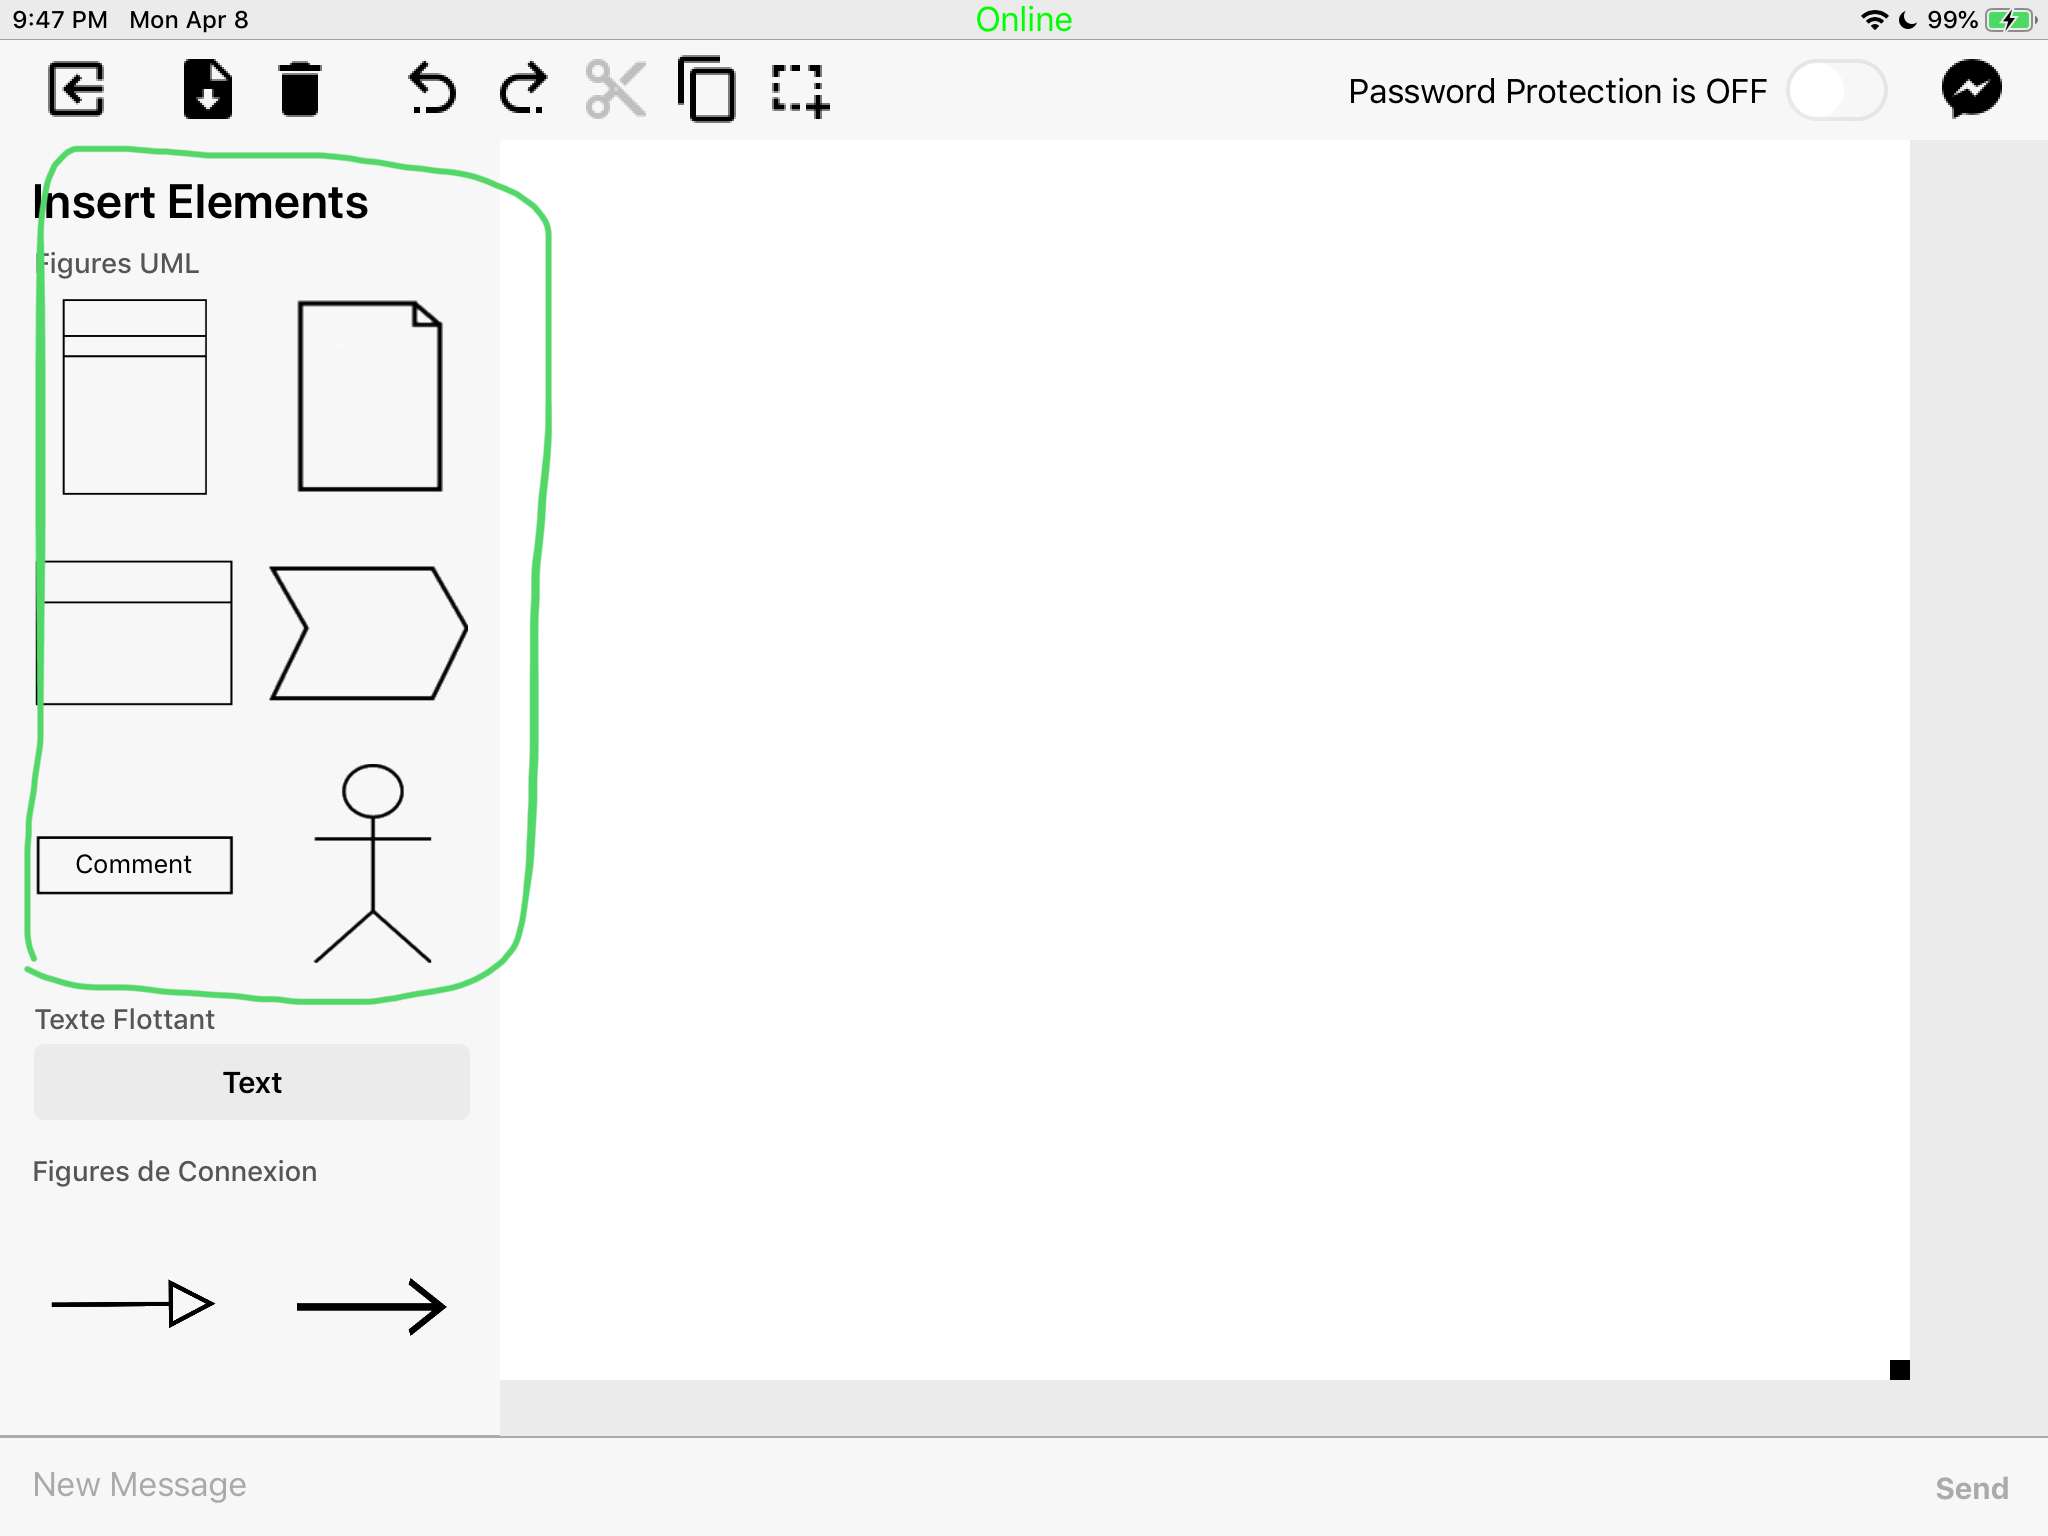 9:47 PM Mon Apr 8 Online 99%
Password Protection is OFF
Insert Elements
Figures UML
Comment
Texte Flottant
Text
Figures de Connexion
New Message Send